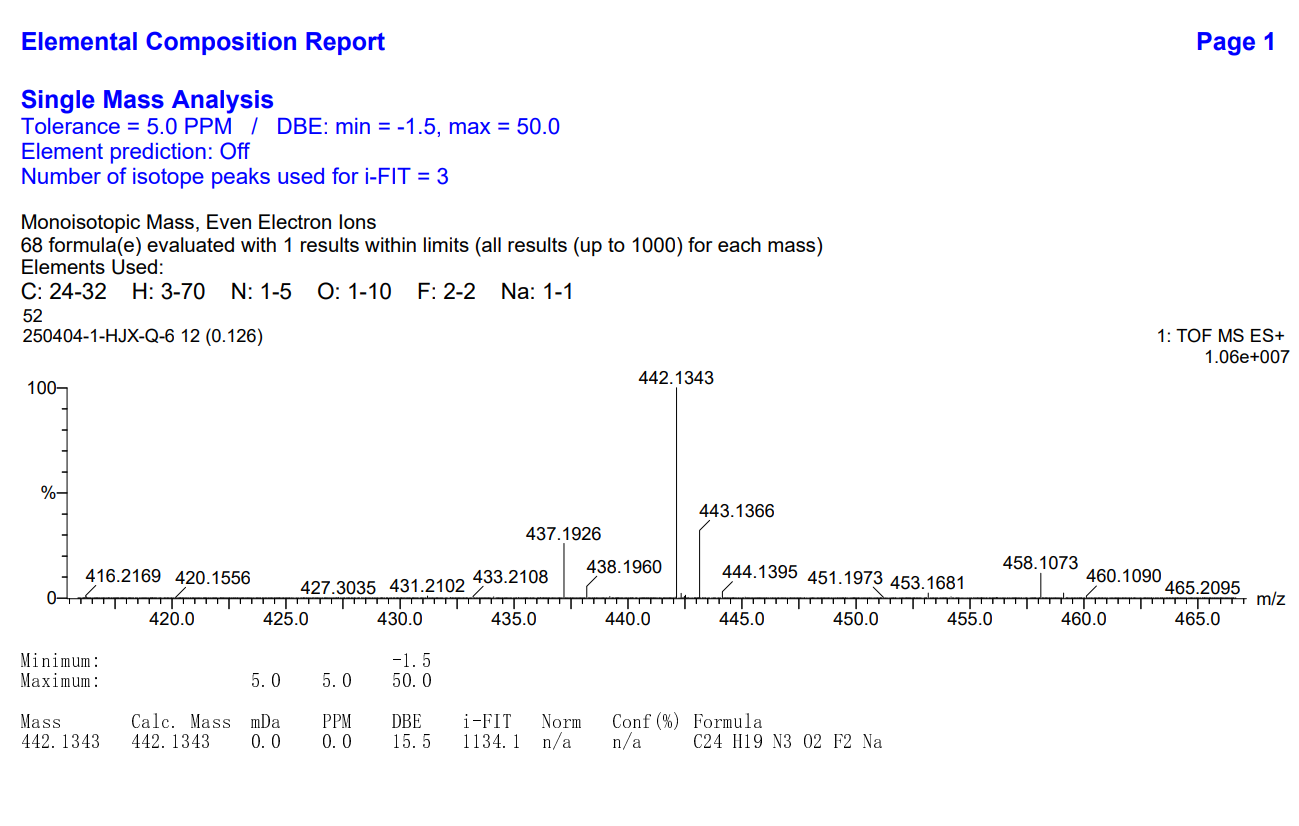 Elemental Composition Report Page 1
Single Mass Analysis
Tolerance = 5.0 PPM / DBE: min = -1.5, max = 50.0
Element prediction: Off
Number of isotope peaks used for i-FIT = 3
Monoisotopic Mass, Even Electron Ions
68 formula(e) evaluated with 1 results within limits (all results (up to 1000) for each mass)
Elements Used:
C: 24-32 H: 3-70 N: 1-5 O: 1-10 F: 2-2 Na: 1-1
52
250404-1-HJX-Q-6 12 (0.126) 1: TOF MS ES+
1.06e+007
442.1343
100
%
443.1366
437.1926
438.1960
458.1073
416.2169 420.1556 427.3035 431.2102 433.2108 444.1395 451.1973 453.1681 460.1090 465.2095
0 m/z
420.0 425.0 430.0 435.0 440.0 445.0 450.0 455.0 460.0 465.0
Minimum: -1.5
Maximum: 5.0 5.0 50.0
Mass Calc. Mass mDa PPM DBE i-FIT Norm Conf(%) Formula
442.1343 442.1343 0.0 0.0 15.5 1134.1 n/a n/a C24 H19 N3 O2 F2 Na